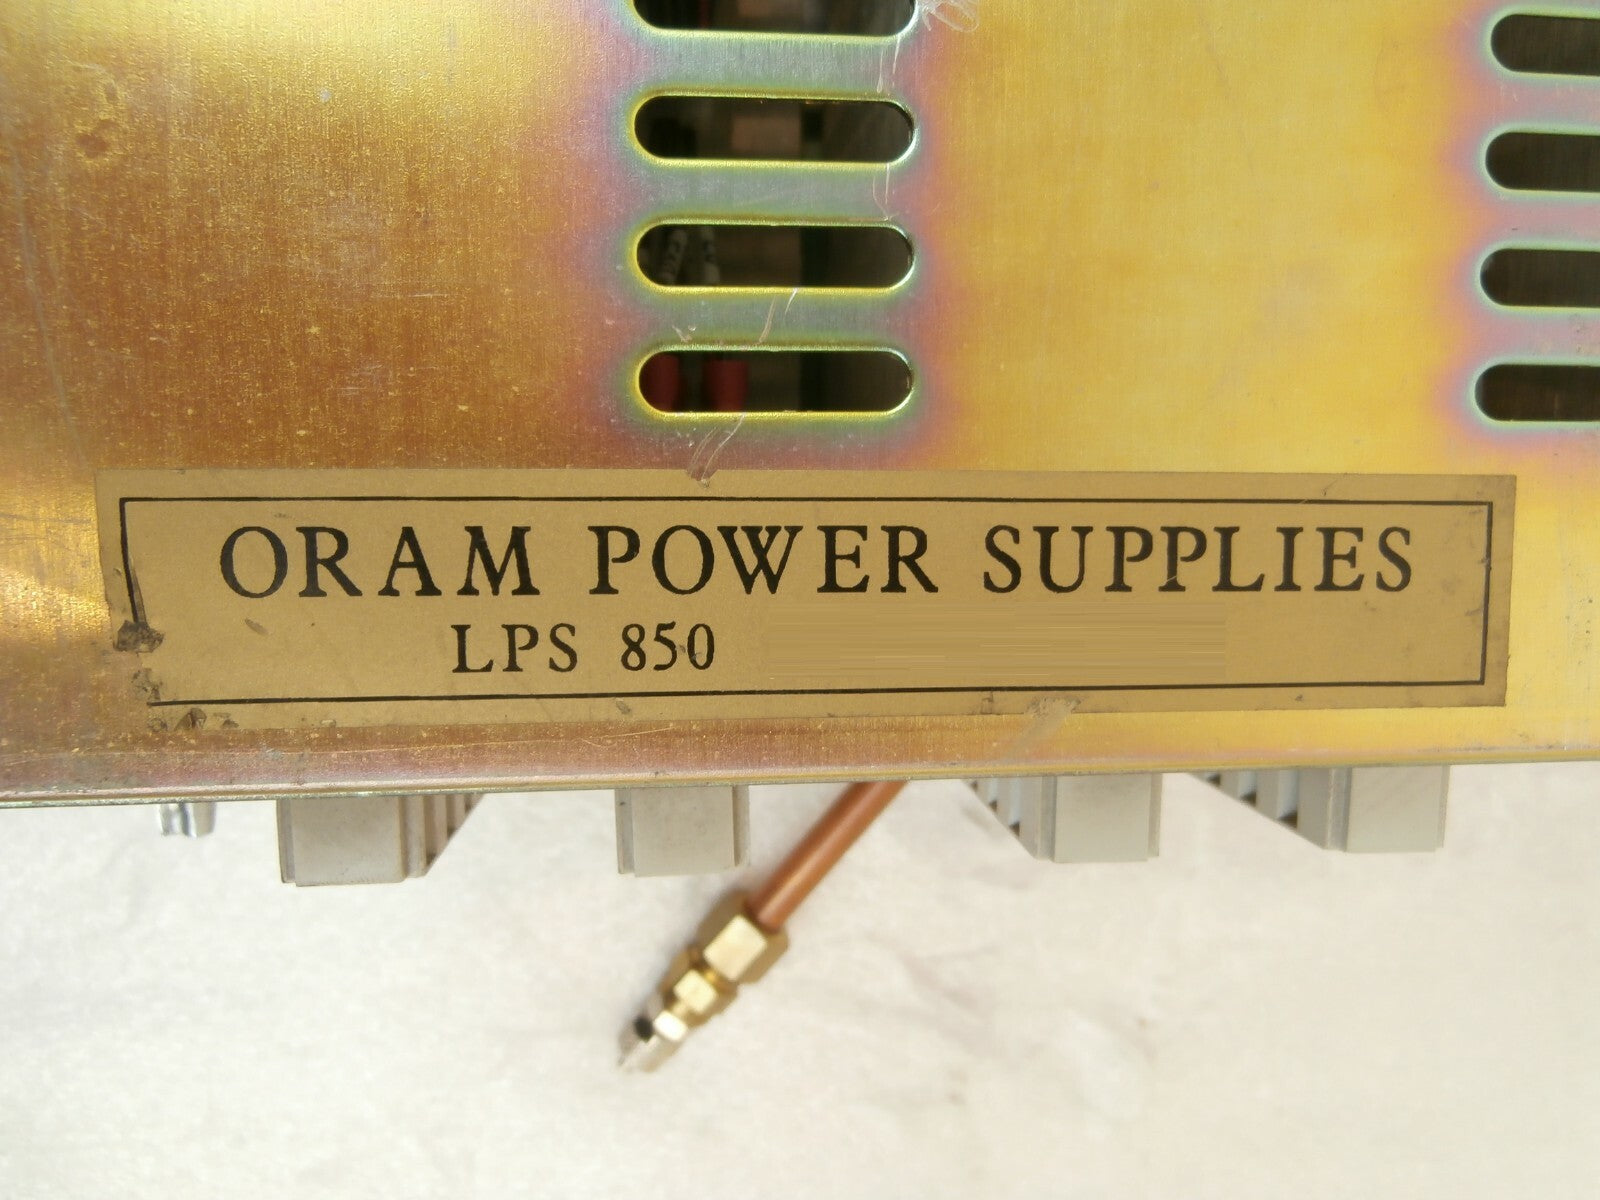 ORAM POWER SUPPLIES
LPS 850